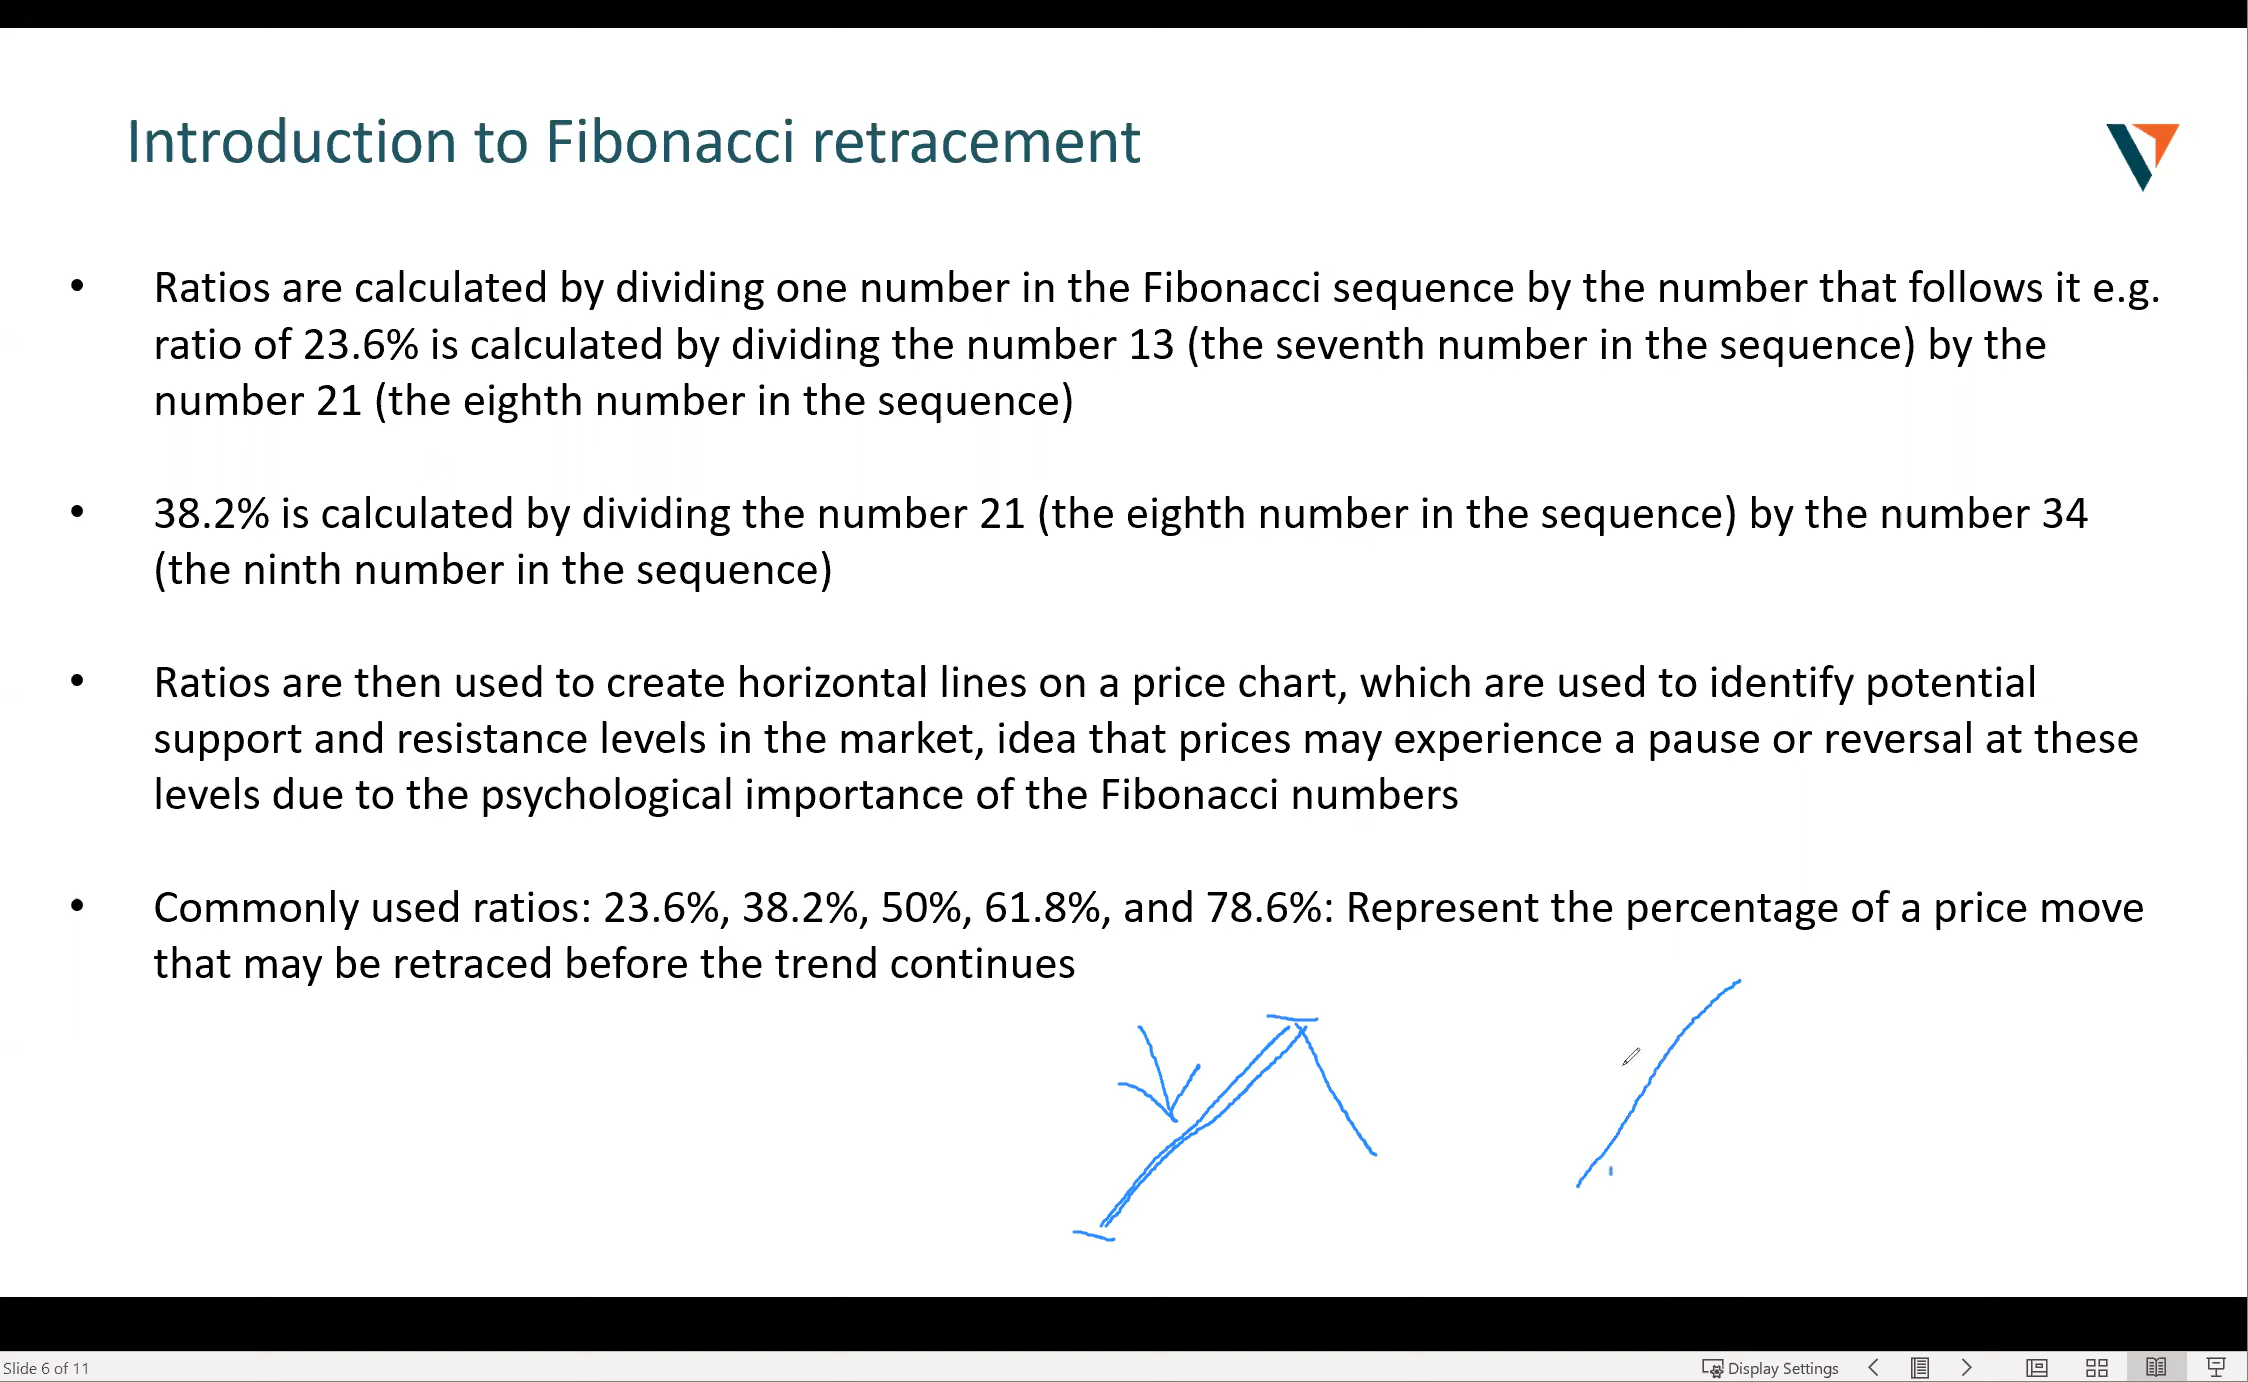 Introduction to Fibonacci retracement
• Ratios are calculated by dividing one number in the Fibonacci sequence by the number that follows it e.g.
ratio of 23.6% is calculated by dividing the number 13 (the seventh number in the sequence) by the
number 21 (the eighth number in the sequence)
• 38.2% is calculated by dividing the number 21 (the eighth number in the sequence) by the number 34
(the ninth number in the sequence)
• Ratios are then used to create horizontal lines on a price chart, which are used to identify potential
support and resistance levels in the market, idea that prices may experience a pause or reversal at these
levels due to the psychological importance of the Fibonacci numbers
• Commonly used ratios: 23.6%, 38.2%, 50%, 61.8%, and 78.6%: Represent the percentage of a price move
that may be retraced before the trend continues
Slide 6 of 11
Display Settings